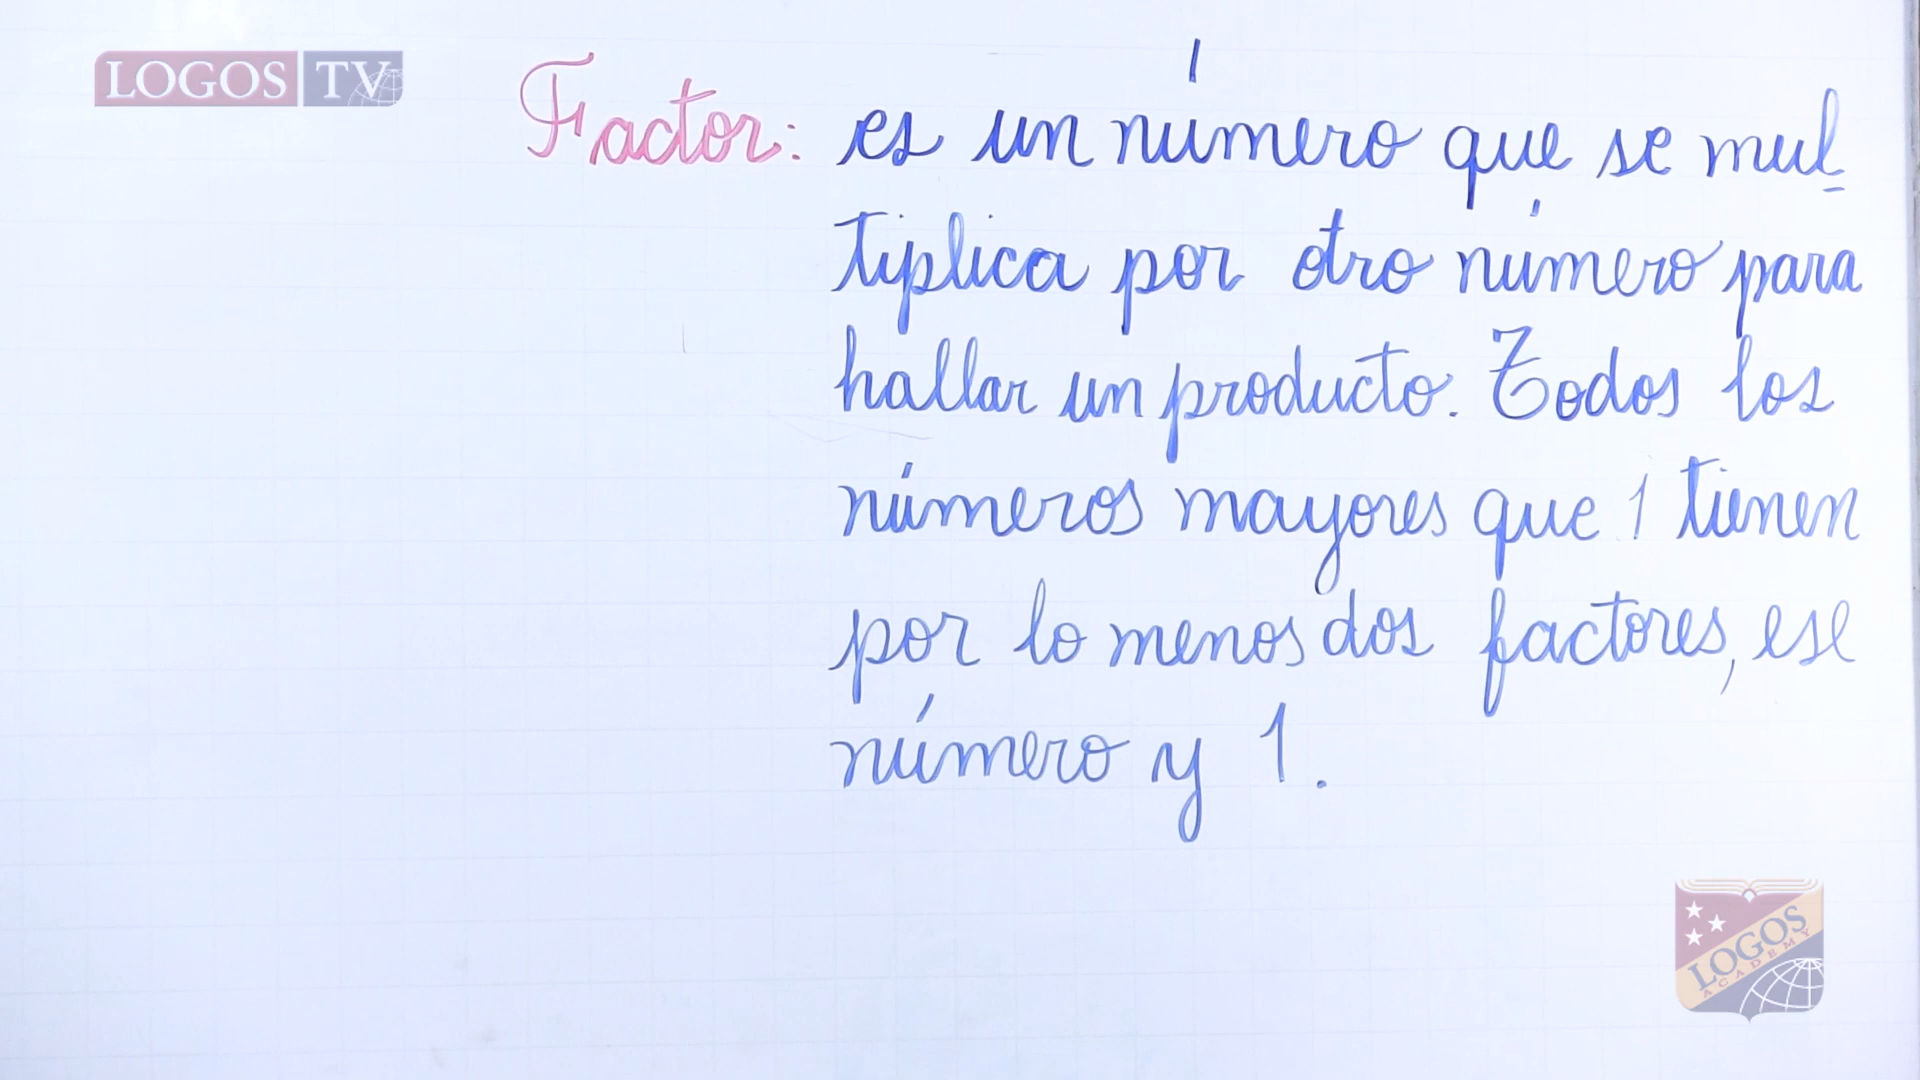 LOGOS TV
Factor: es un número que se mul
tiplica por otro número para
hallar un producto. Todos los
números mayores que 1 tienen
por lo menos dos factores, ese
número y 1.
LOGOS
ACADEMY